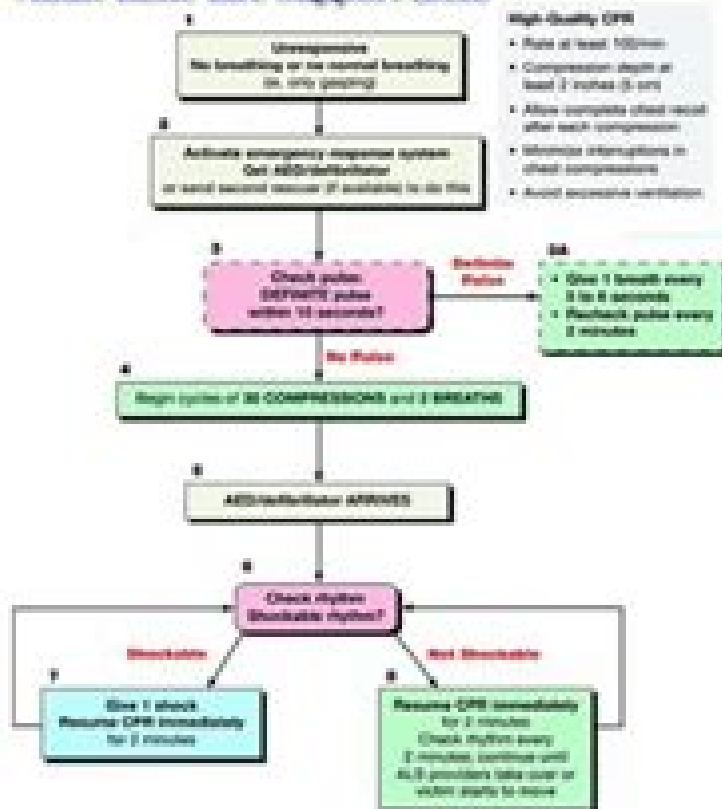 High-Quality CPR
• Rate at least 100/min
• Compression depth at
least 2 inches (5 cm)
• Allow complete chest recoil
after each compression
• Minimize interruptions in
chest compressions
• Avoid excessive ventilation
1
Unresponsive
No breathing or no normal breathing
(ie, only gasping)
2
Activate emergency response system
Get AED/defibrillator
or send second rescuer (if available) to do this
3
Check pulse:
DEFINITE pulse
within 10 seconds?
Definite
Pulse
3A
• Give 1 breath every
5 to 6 seconds
• Recheck pulse every
2 minutes
No Pulse
4
Begin cycles of 30 COMPRESSIONS and 2 BREATHS
5
AED/defibrillator ARRIVES
6
Check rhythm
Shockable rhythm?
Shockable
Not Shockable
7
Give 1 shock
Resume CPR immediately
for 2 minutes
8
Resume CPR immediately
for 2 minutes
Check rhythm every
2 minutes; continue until
ALS providers take over or
victim starts to move